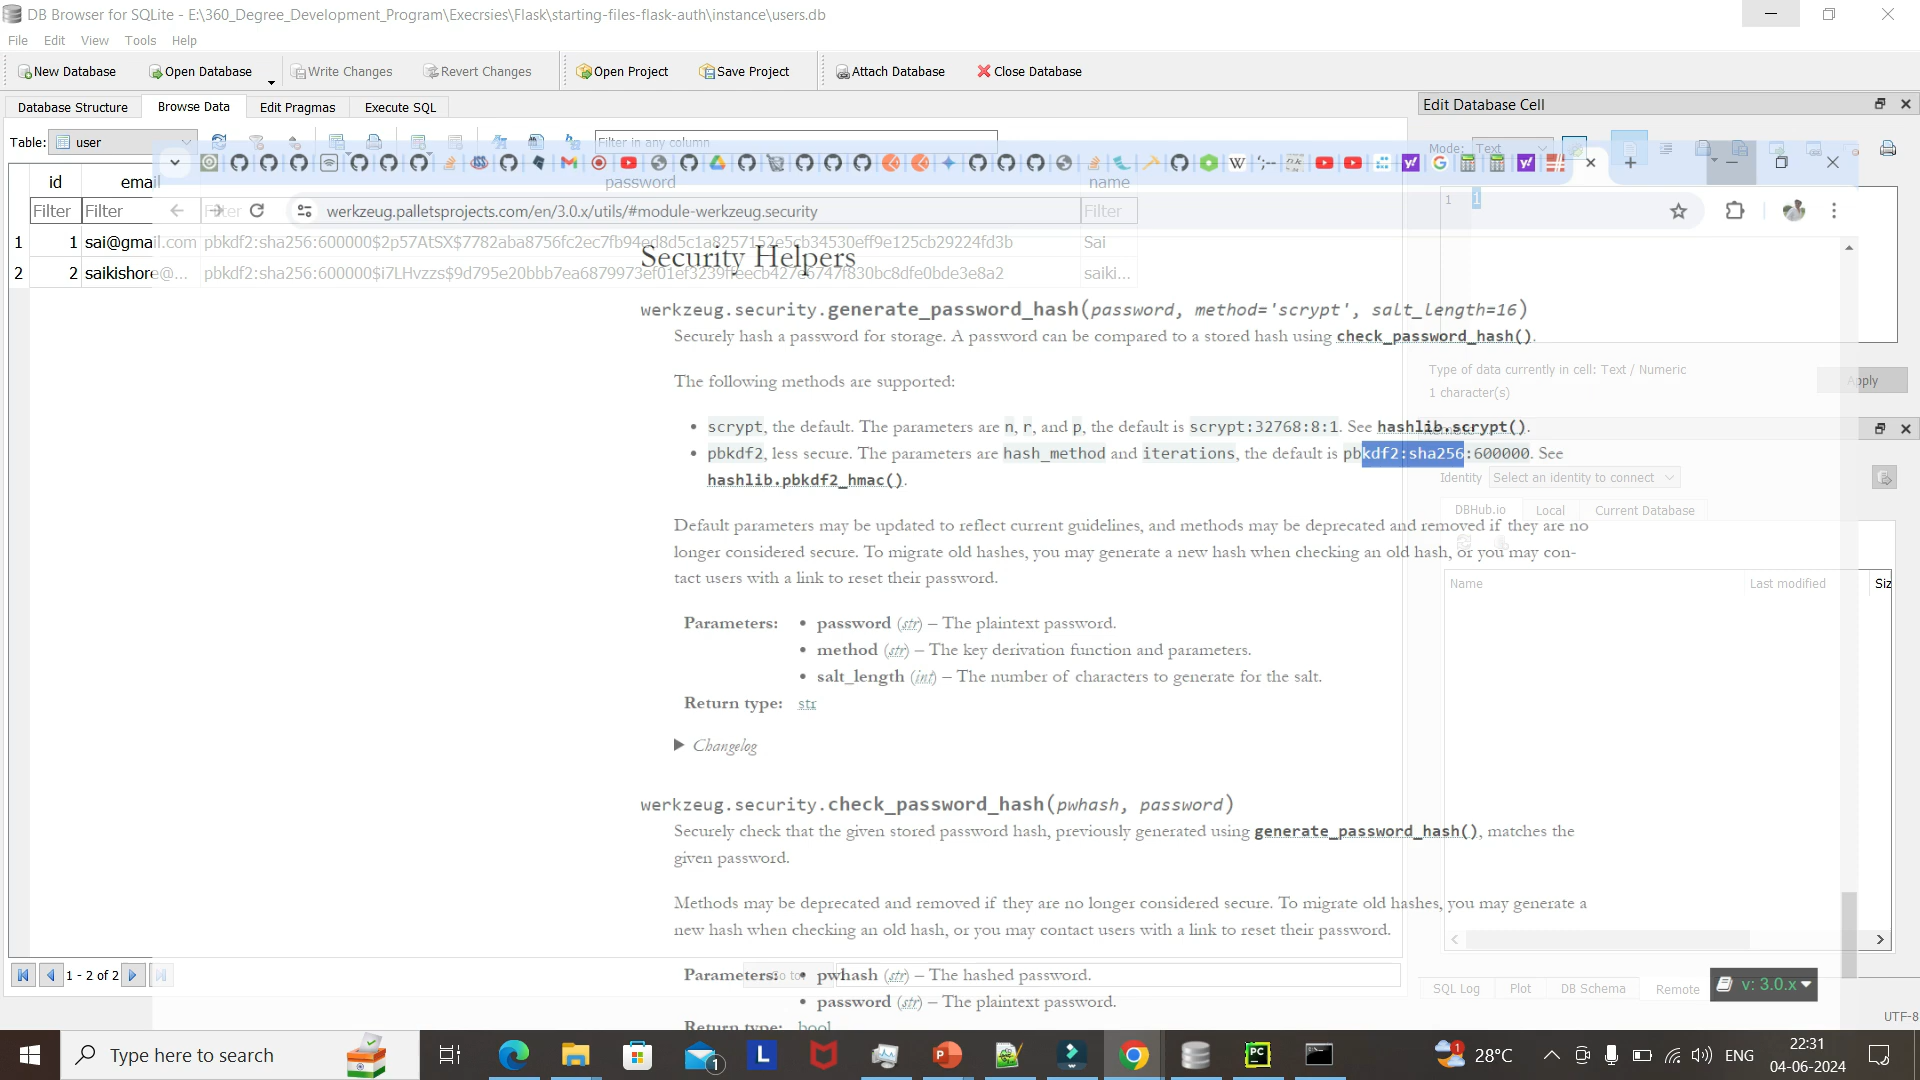 DB Browser for SQLite - E:\360_Degree_Development_Program\Execrsies\Flask\starting-files-flask-auth\instance\users.db
File Edit View Tools Help
New Database Open Database Write Changes Revert Changes Open Project Save Project Attach Database Close Database
Database Structure Browse Data Edit Pragmas Execute SQL
Edit Database Cell
Table: user
Filter in any column
Mode: Text
id email password name
Filter Filter Filter Filter
werkzeug.palletsprojects.com/en/3.0.x/utils/#module-werkzeug.security
1 1
1 1 sai@gmail.com pbkdf2:sha256:600000$2p57AtSX$7782aba8756fc2ec7fb94ed8d5c1a8257152e5cb34530eff9e125cb29224fd3b Sai
2 2 saikishore@... saiki...
Security Helpers
werkzeug.security.generate_password_hash(password, method='scrypt', salt_length=16)
Securely hash a password for storage. A password can be compared to a stored hash using check_password_hash().
Type of data currently in cell: Text / Numeric
1 character(s)
Apply
The following methods are supported:
• scrypt, the default. The parameters are n, r, and p, the default is scrypt:32768:8:1. See hashlib.scrypt().
• pbkdf2, less secure. The parameters are hash_method and iterations, the default is pbkdf2:sha256:600000. See
hashlib.pbkdf2_hmac().
Identity Select an identity to connect
DBHub.io Local Current Database
Default parameters may be updated to reflect current guidelines, and methods may be deprecated and removed if they are no
longer considered secure. To migrate old hashes, you may generate a new hash when checking an old hash, or you may con-
tact users with a link to reset their password.
Name Last modified Siz
Parameters: • password (str) – The plaintext password.
• method (str) – The key derivation function and parameters.
• salt_length (int) – The number of characters to generate for the salt.
Return type: str
Changelog
werkzeug.security.check_password_hash(pwhash, password)
Securely check that the given stored password hash, previously generated using generate_password_hash(), matches the
given password.
Methods may be deprecated and removed if they are no longer considered secure. To migrate old hashes, you may generate a
new hash when checking an old hash, or you may contact users with a link to reset their password.
1 - 2 of 2
Parameters: • pwhash (str) – The hashed password.
• password (str) – The plaintext password.
Return type: bool
SQL Log Plot DB Schema Remote
v: 3.0.x
UTF-8
Type here to search
1
28°C
ENG
22:31
04-06-2024